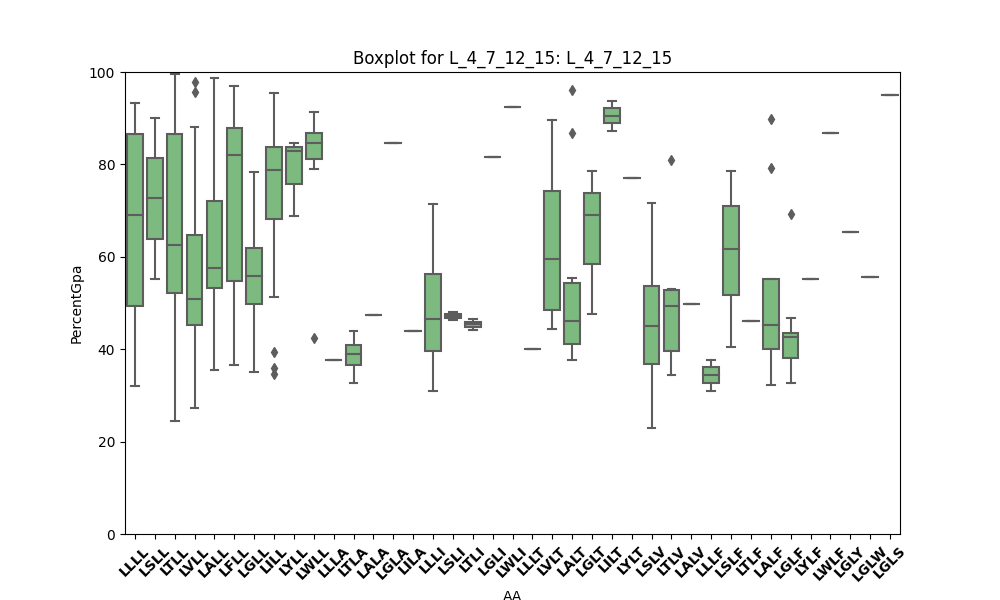 Boxplot for L_4_7_12_15: L_4_7_12_15
100
80
60
40
20
0
PercentGpa
LLLL LSLL LTLL LVLL LALL LFLL LGLL LILL LYLL LWLL LLLA LTLA LALA LGLA LILA LLLI LSLI LTLI LGLI LWLI LLLT LVLT LALT LGLT LILT LYLT LSLV LTLV LALV LLLF LSLF LTLF LALF LGLF LYLF LWLF LGLY LGLW LGLS
AA